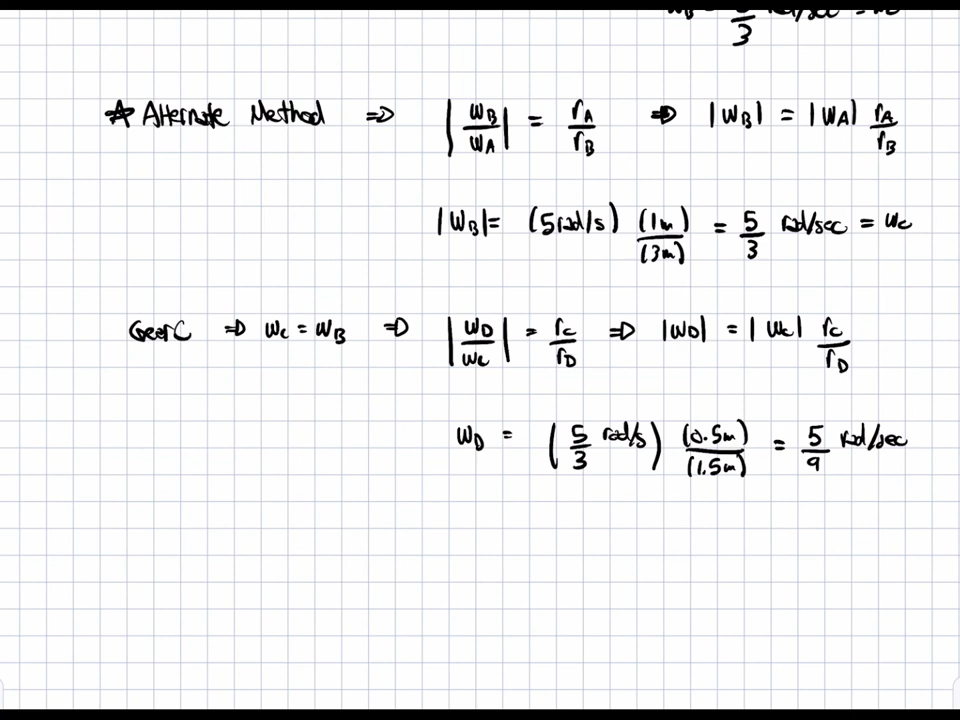 3
☆ Alternate Method ⇒ |ωB/ωA| = rA/rB ⇒ |ωB| = |ωA| rA/rB
|ωB| = (5 rad/s) (1m)/(3m) = 5/3 rad/sec = ωc
Gear C ⇒ ωc = ωB ⇒ |ωD/ωc| = rc/rD ⇒ |ωD| = |ωc| rc/rD
ωD = (5/3 rad/s) (0.5m)/(1.5m) = 5/9 rad/sec